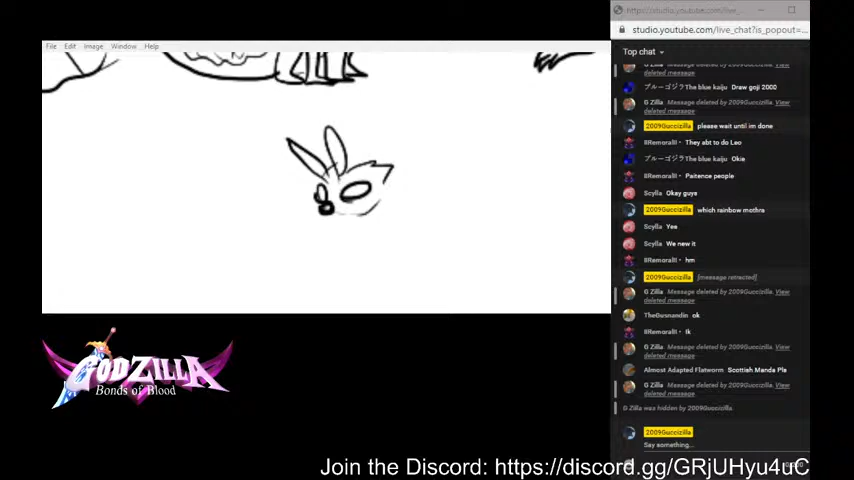 https://studio.youtube.com/live_
studio.youtube.com/live_chat?is_popout=...
File Edit Image Window Help
Top chat
G Zilla Message deleted by 2009Guccizilla. View
deleted message
ブルーゴジラThe blue kaiju Draw goji 2000
G Zilla Message deleted by 2009Guccizilla. View
deleted message
2009Guccizilla please wait until im done
IIRemoraIII They abt to do Leo
ブルーゴジラThe blue kaiju Okie
IIRemoraIII Paitence people
Scylla Okay guys
2009Guccizilla which rainbow mothra
Scylla Yes
Scylla We new it
IIRemoraIII hm
2009Guccizilla [message retracted]
G Zilla Message deleted by 2009Guccizilla. View
deleted message
TheGusnandin ok
IIRemoraIII Ik
G Zilla Message deleted by 2009Guccizilla. View
deleted message
Almost Adapted Flatworm Scottish Manda Pls
G Zilla Message deleted by 2009Guccizilla. View
deleted message
G Zilla was hidden by 2009Guccizilla.
2009Guccizilla
Say something...
GODZILLA
Bonds of Blood
Join the Discord: https://discord.gg/GRjUHyu4uC